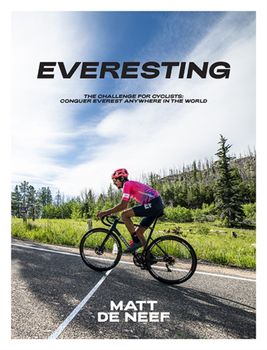 EVERESTING
THE CHALLENGE FOR CYCLISTS:
CONQUER EVEREST ANYWHERE IN THE WORLD
MATT
DE NEEF